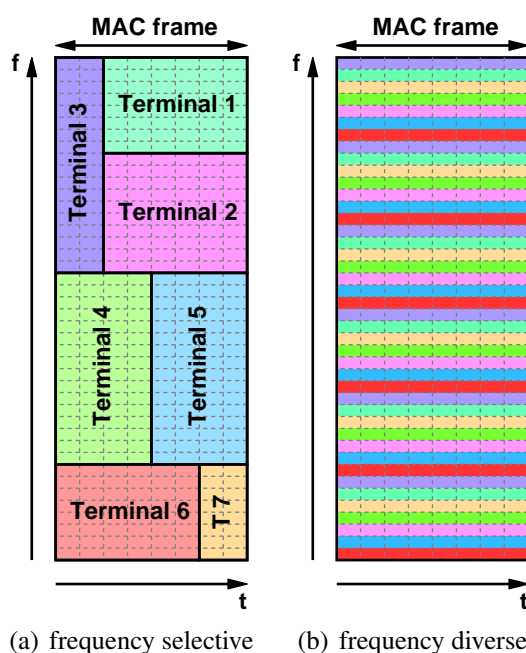 MAC frame MAC frame
f f
Terminal 1
Terminal 3
Terminal 2
Terminal 4
Terminal 5
Terminal 6
T 7
t t
(a) frequency selective (b) frequency diverse